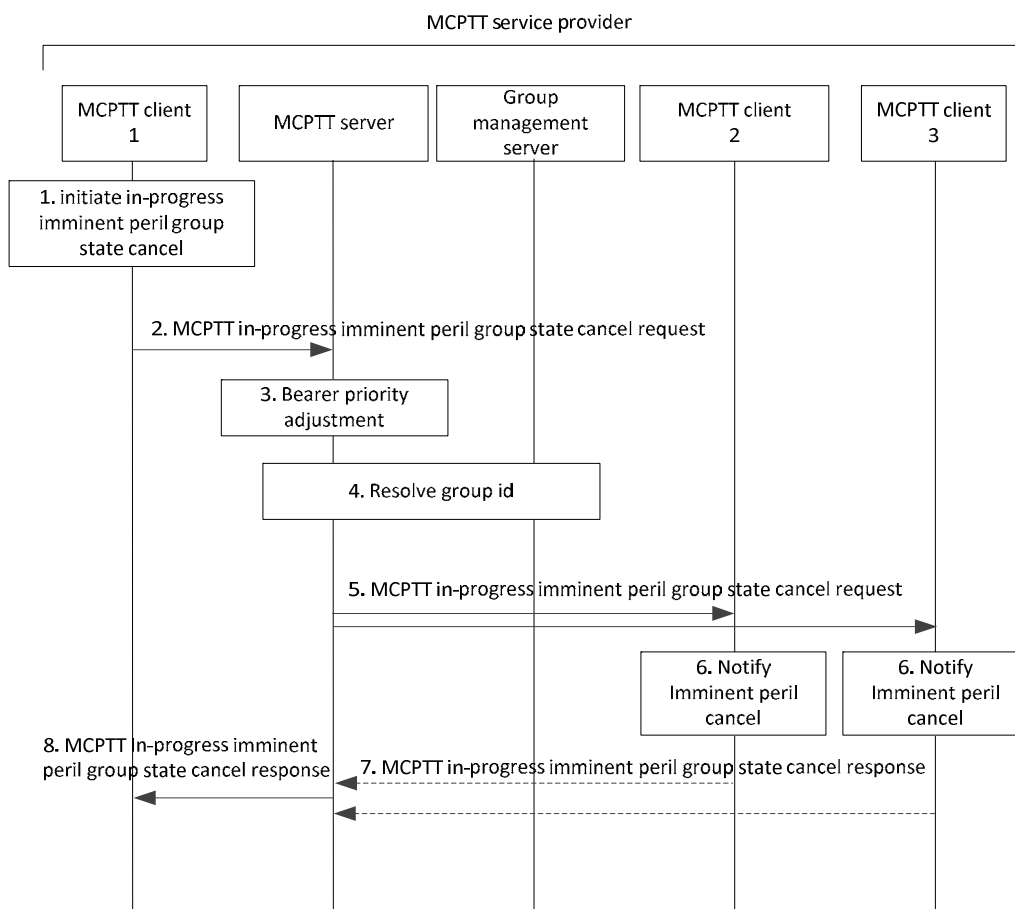 MCPTT service provider
MCPTT client
1
MCPTT server
Group
management
server
MCPTT client
2
MCPTT client
3
1. initiate in-progress
imminent peril group
state cancel
2. MCPTT in-progress imminent peril group state cancel request
3. Bearer priority
adjustment
4. Resolve group id
5. MCPTT in-progress imminent peril group state cancel request
6. Notify
Imminent peril
cancel
6. Notify
Imminent peril
cancel
8. MCPTT In-progress imminent
peril group state cancel response
7. MCPTT in-progress imminent peril group state cancel response